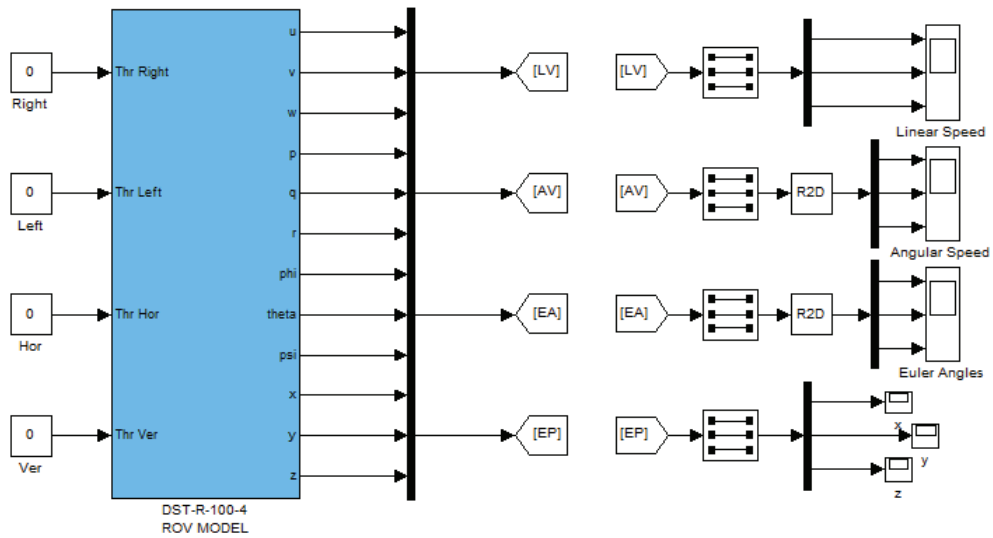 0
Right
0
Left
0
Hor
0
Ver
Thr Right
Thr Left
Thr Hor
Thr Ver
u
v
w
p
q
r
phi
theta
psi
x
y
z
DST-R-100-4
ROV MODEL
[LV]
[AV]
[EA]
[EP]
[LV]
Linear Speed
[AV]
R2D
Angular Speed
[EA]
R2D
Euler Angles
[EP]
x
y
z